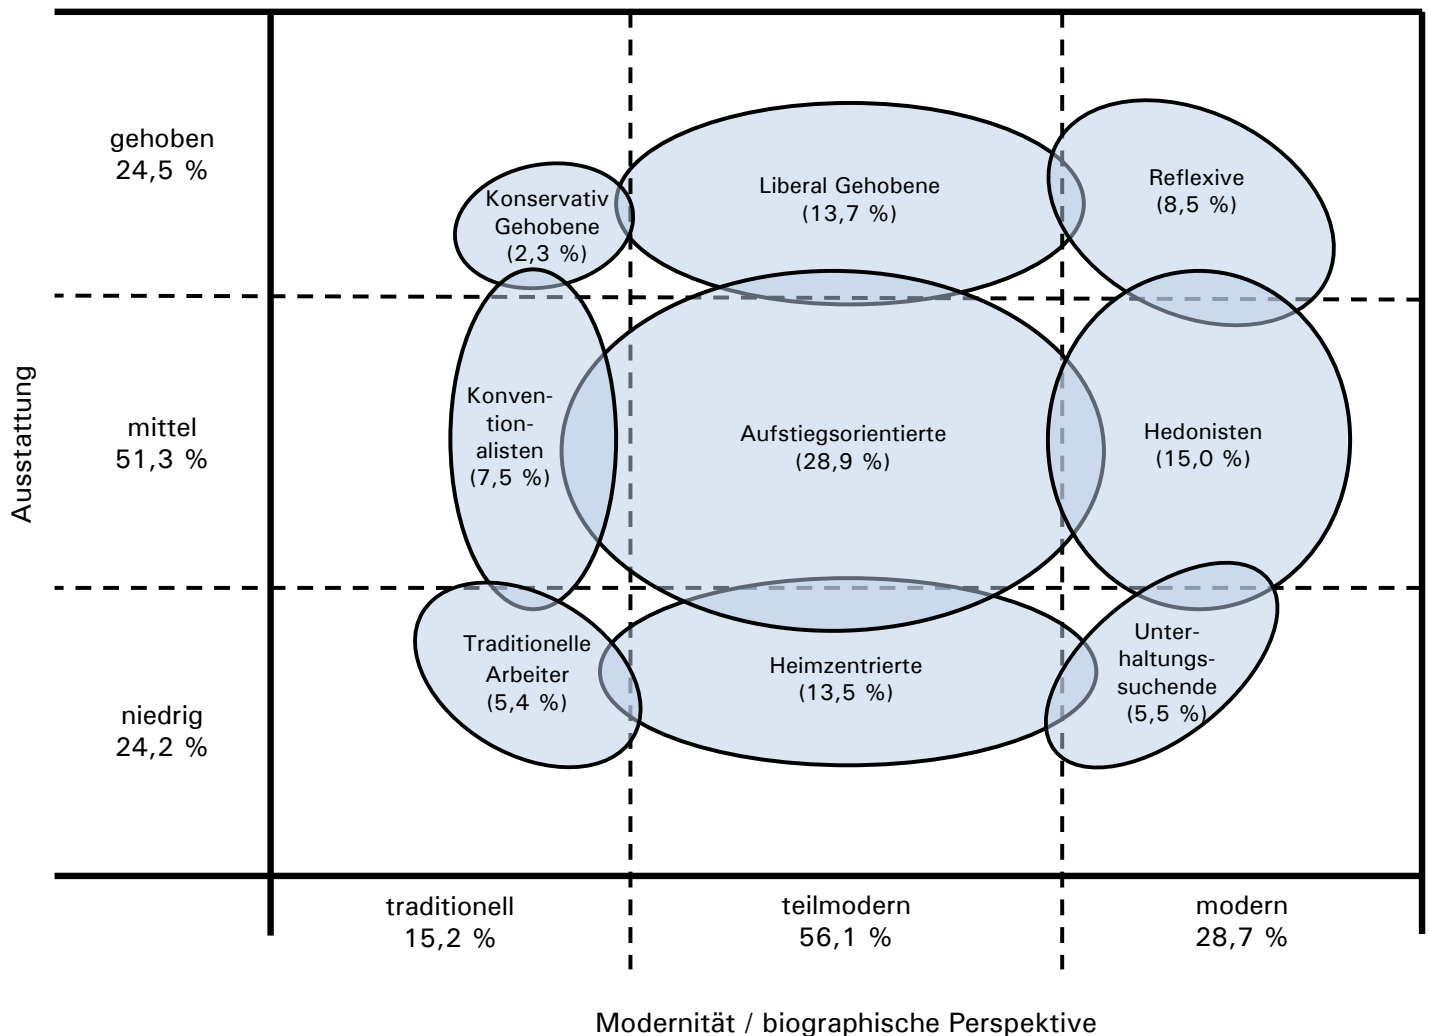 gehoben
24,5 %
Konservativ
Gehobene
(2,3 %)
Liberal Gehobene
(13,7 %)
Reflexive
(8,5 %)
Ausstattung
mittel
51,3 %
Konven-
tion-
alisten
(7,5 %)
Aufstiegsorientierte
(28,9 %)
Hedonisten
(15,0 %)
niedrig
24,2 %
Traditionelle
Arbeiter
(5,4 %)
Heimzentrierte
(13,5 %)
Unter-
haltungs-
suchende
(5,5 %)
traditionell
15,2 %
teilmodern
56,1 %
modern
28,7 %
Modernität / biographische Perspektive